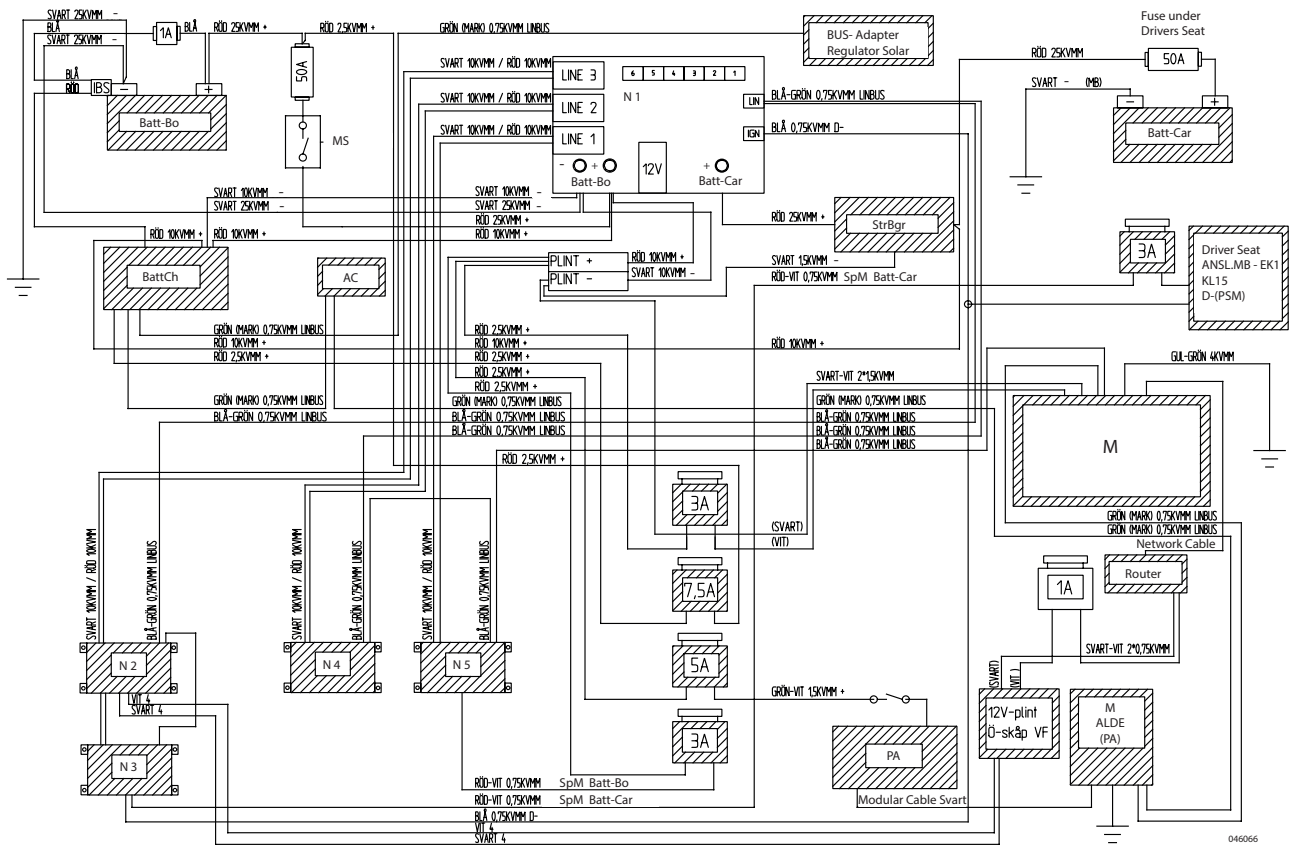 SVART 25KVMM -
BLÅ
SVART 25KVMM -
1A
BLÅ
RÖD 25KVMM +
RÖD 2,5KVMM +
GRÖN (MARK) 0,75KVMM LINBUS
BUS- Adapter
Regulator Solar
Fuse under
Drivers Seat
RÖD 25KVMM
50A
SVART - (MB)
- +
Batt-Car
BLÅ
RÖD
IBS
- +
Batt-Bo
50A
MS
SVART 10KVMM / RÖD 10KVMM
SVART 10KVMM / RÖD 10KVMM
SVART 10KVMM / RÖD 10KVMM
LINE 3
LINE 2
LINE 1
6 5 4 3 2 1
N 1
LIN
IGN
BLÅ-GRÖN 0,75KVMM LINBUS
BLÅ 0,75KVMM D-
- +
Batt-Bo
12V
+
Batt-Car
SVART 10KVMM -
SVART 25KVMM -
RÖD 25KVMM +
RÖD 10KVMM +
RÖD 10KVMM +
RÖD 10KVMM +
BattCh
AC
PLINT +
PLINT -
RÖD 10KVMM +
SVART 10KVMM -
RÖD 25KVMM +
StrBgr
SVART 1,5KVMM -
RÖD-VIT 0,75KVMM SpM Batt-Car
3A
Driver Seat
ANSL.MB - EK1
KL15
D-(PSM)
GRÖN (MARK) 0,75KVMM LINBUS
RÖD 10KVMM +
RÖD 2,5KVMM +
RÖD 2,5KVMM +
RÖD 10KVMM +
RÖD 2,5KVMM +
RÖD 2,5KVMM +
RÖD 2,5KVMM +
RÖD 10KVMM +
GUL-GRÖN 4KVMM
SVART-VIT 2*1,5KVMM
GRÖN (MARK) 0,75KVMM LINBUS
BLÅ-GRÖN 0,75KVMM LINBUS
GRÖN (MARK) 0,75KVMM LINBUS
BLÅ-GRÖN 0,75KVMM LINBUS
BLÅ-GRÖN 0,75KVMM LINBUS
GRÖN (MARK) 0,75KVMM LINBUS
BLÅ-GRÖN 0,75KVMM LINBUS
BLÅ-GRÖN 0,75KVMM LINBUS
BLÅ-GRÖN 0,75KVMM LINBUS
M
RÖD 2,5KVMM +
3A
(SVART)
(VIT)
7,5A
5A
3A
GRÖN (MARK) 0,75KVMM LINBUS
GRÖN (MARK) 0,75KVMM LINBUS
Network Cable
Router
1A
SVART-VIT 2*0,75KVMM
(SVART)
(VIT)
SVART 10KVMM / RÖD 10KVMM
BLÅ-GRÖN 0,75KVMM LINBUS
SVART 10KVMM / RÖD 10KVMM
BLÅ-GRÖN 0,75KVMM LINBUS
SVART 10KVMM / RÖD 10KVMM
BLÅ-GRÖN 0,75KVMM LINBUS
N 2
N 4
N 5
VIT 4
SVART 4
N 3
GRÖN-VIT 1,5KVMM +
PA
Modular Cable Svart
12V-plint
Ö-skåp VF
M
ALDE
(PA)
RÖD-VIT 0,75KVMM SpM Batt-Bo
RÖD-VIT 0,75KVMM SpM Batt-Car
BLÅ 0,75KVMM D-
VIT 4
SVART 4
046066